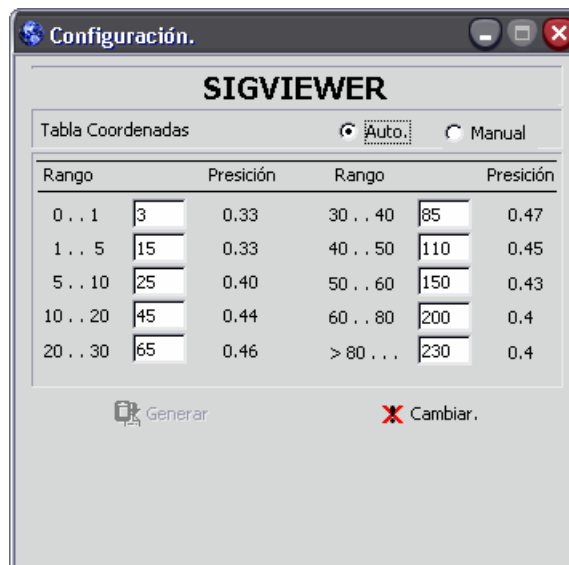 Configuración.
SIGVIEWER
Tabla Coordenadas Auto. Manual
Rango Presición Rango Presición
0 . . 1 3 0.33 30 . . 40 85 0.47
1 . . 5 15 0.33 40 . . 50 110 0.45
5 . . 10 25 0.40 50 . . 60 150 0.43
10 . . 20 45 0.44 60 . . 80 200 0.4
20 . . 30 65 0.46 > 80 . . . 230 0.4
Generar Cambiar.